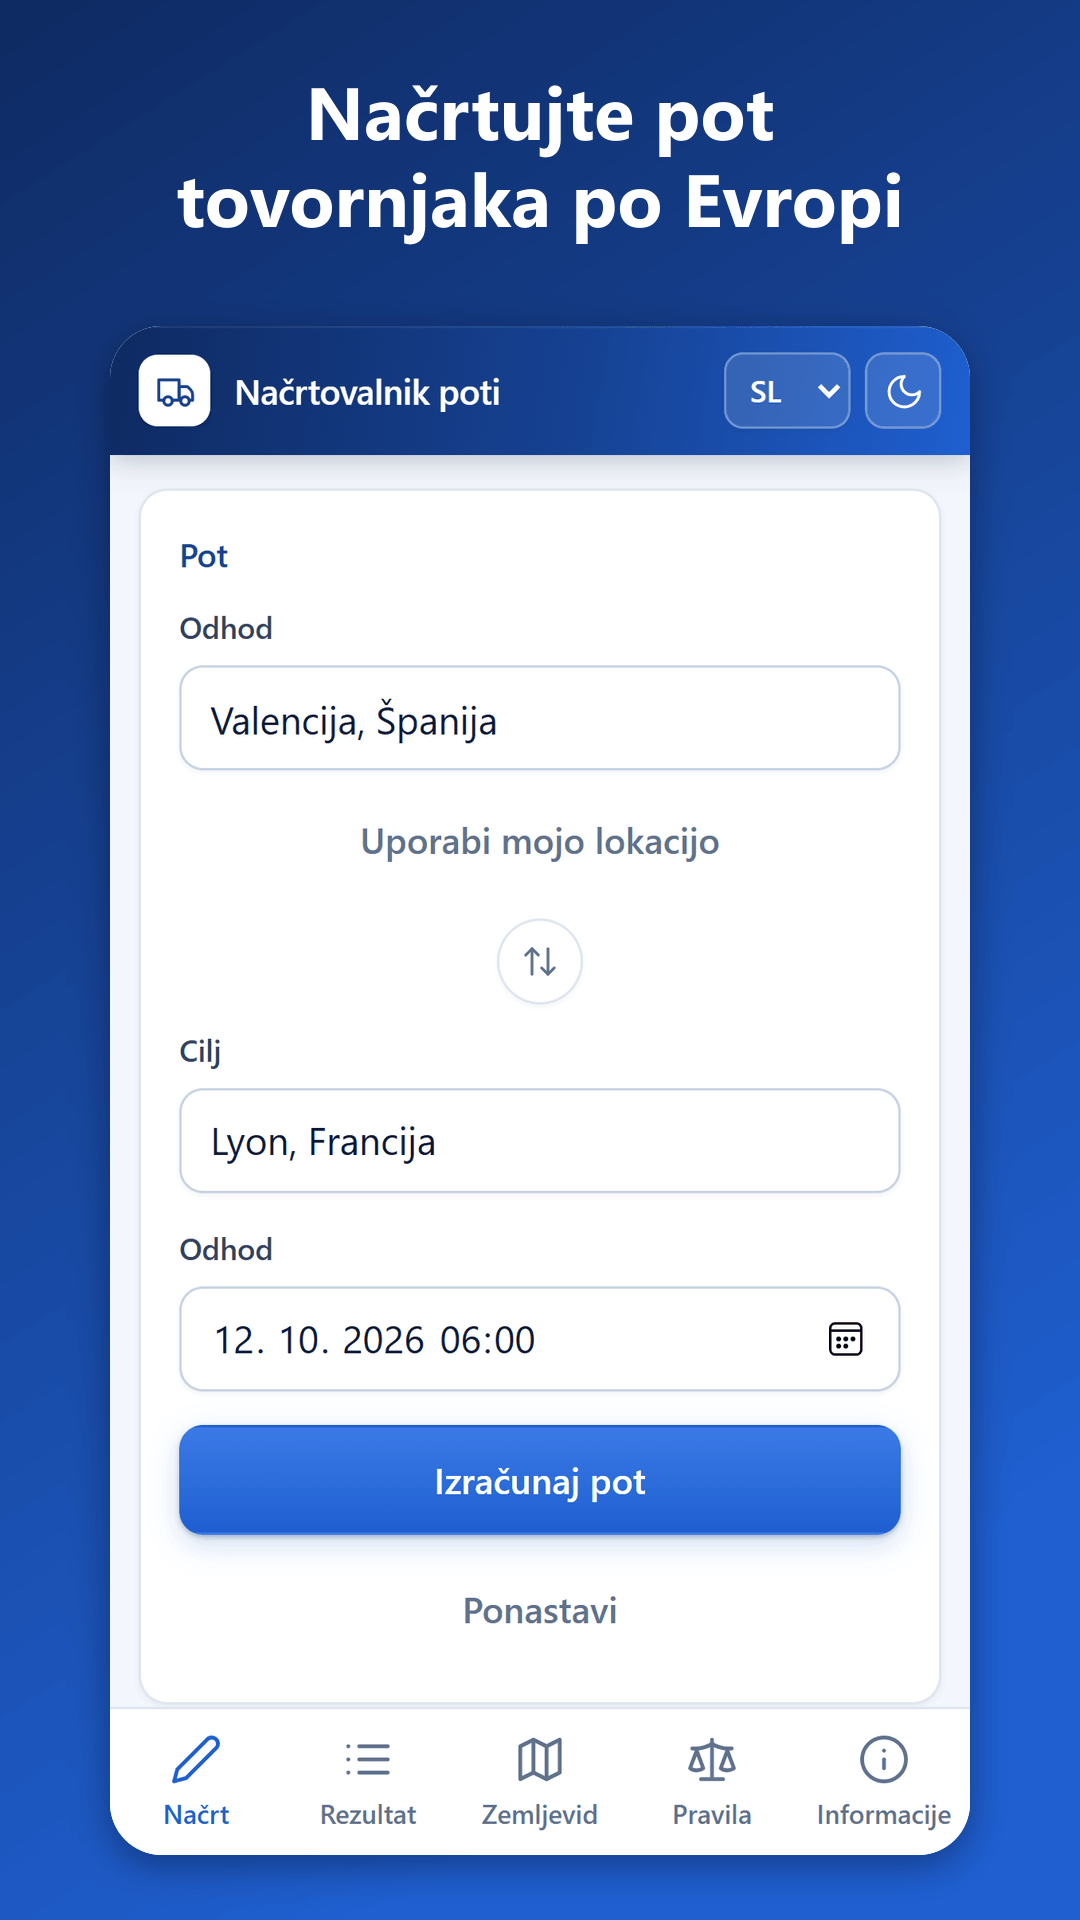 Načrtujte pot
tovornjaka po Evropi
Načrtovalnik poti
SL
Pot
Odhod
Valencija, Španija
Uporabi mojo lokacijo
Cilj
Lyon, Francija
Odhod
12. 10. 2026 06:00
Izračunaj pot
Ponastavi
Načrt
Rezultat
Zemljevid
Pravila
Informacije